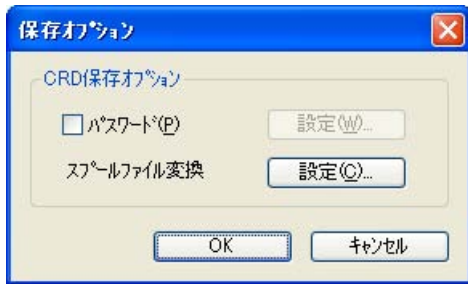 保存ｵﾌﾟｼｮﾝ
CRD保存ｵﾌﾟｼｮﾝ
ﾊﾟｽﾜｰﾄﾞ(P) 設定(W)...
ｽﾌﾟｰﾙﾌｧｲﾙ変換 設定(C)...
OK ｷｬﾝｾﾙ